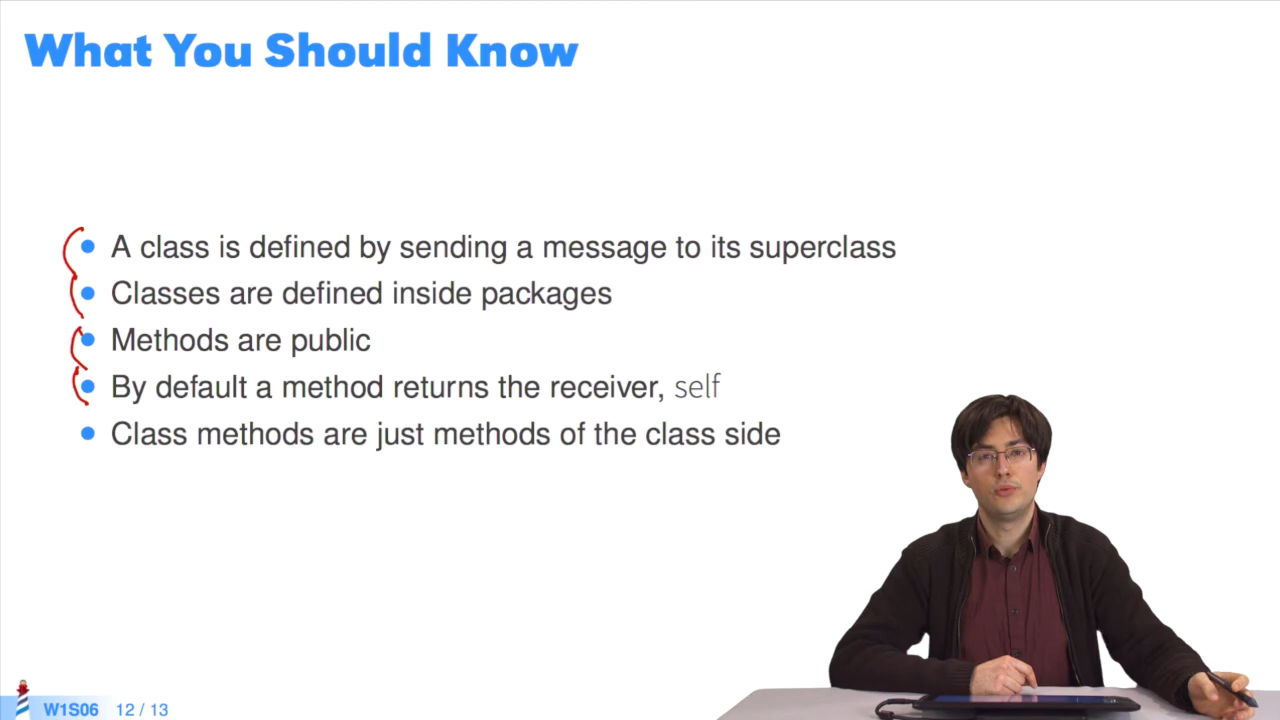 What You Should Know
A class is defined by sending a message to its superclass
Classes are defined inside packages
Methods are public
By default a method returns the receiver, self
Class methods are just methods of the class side
W1S06 12 / 13